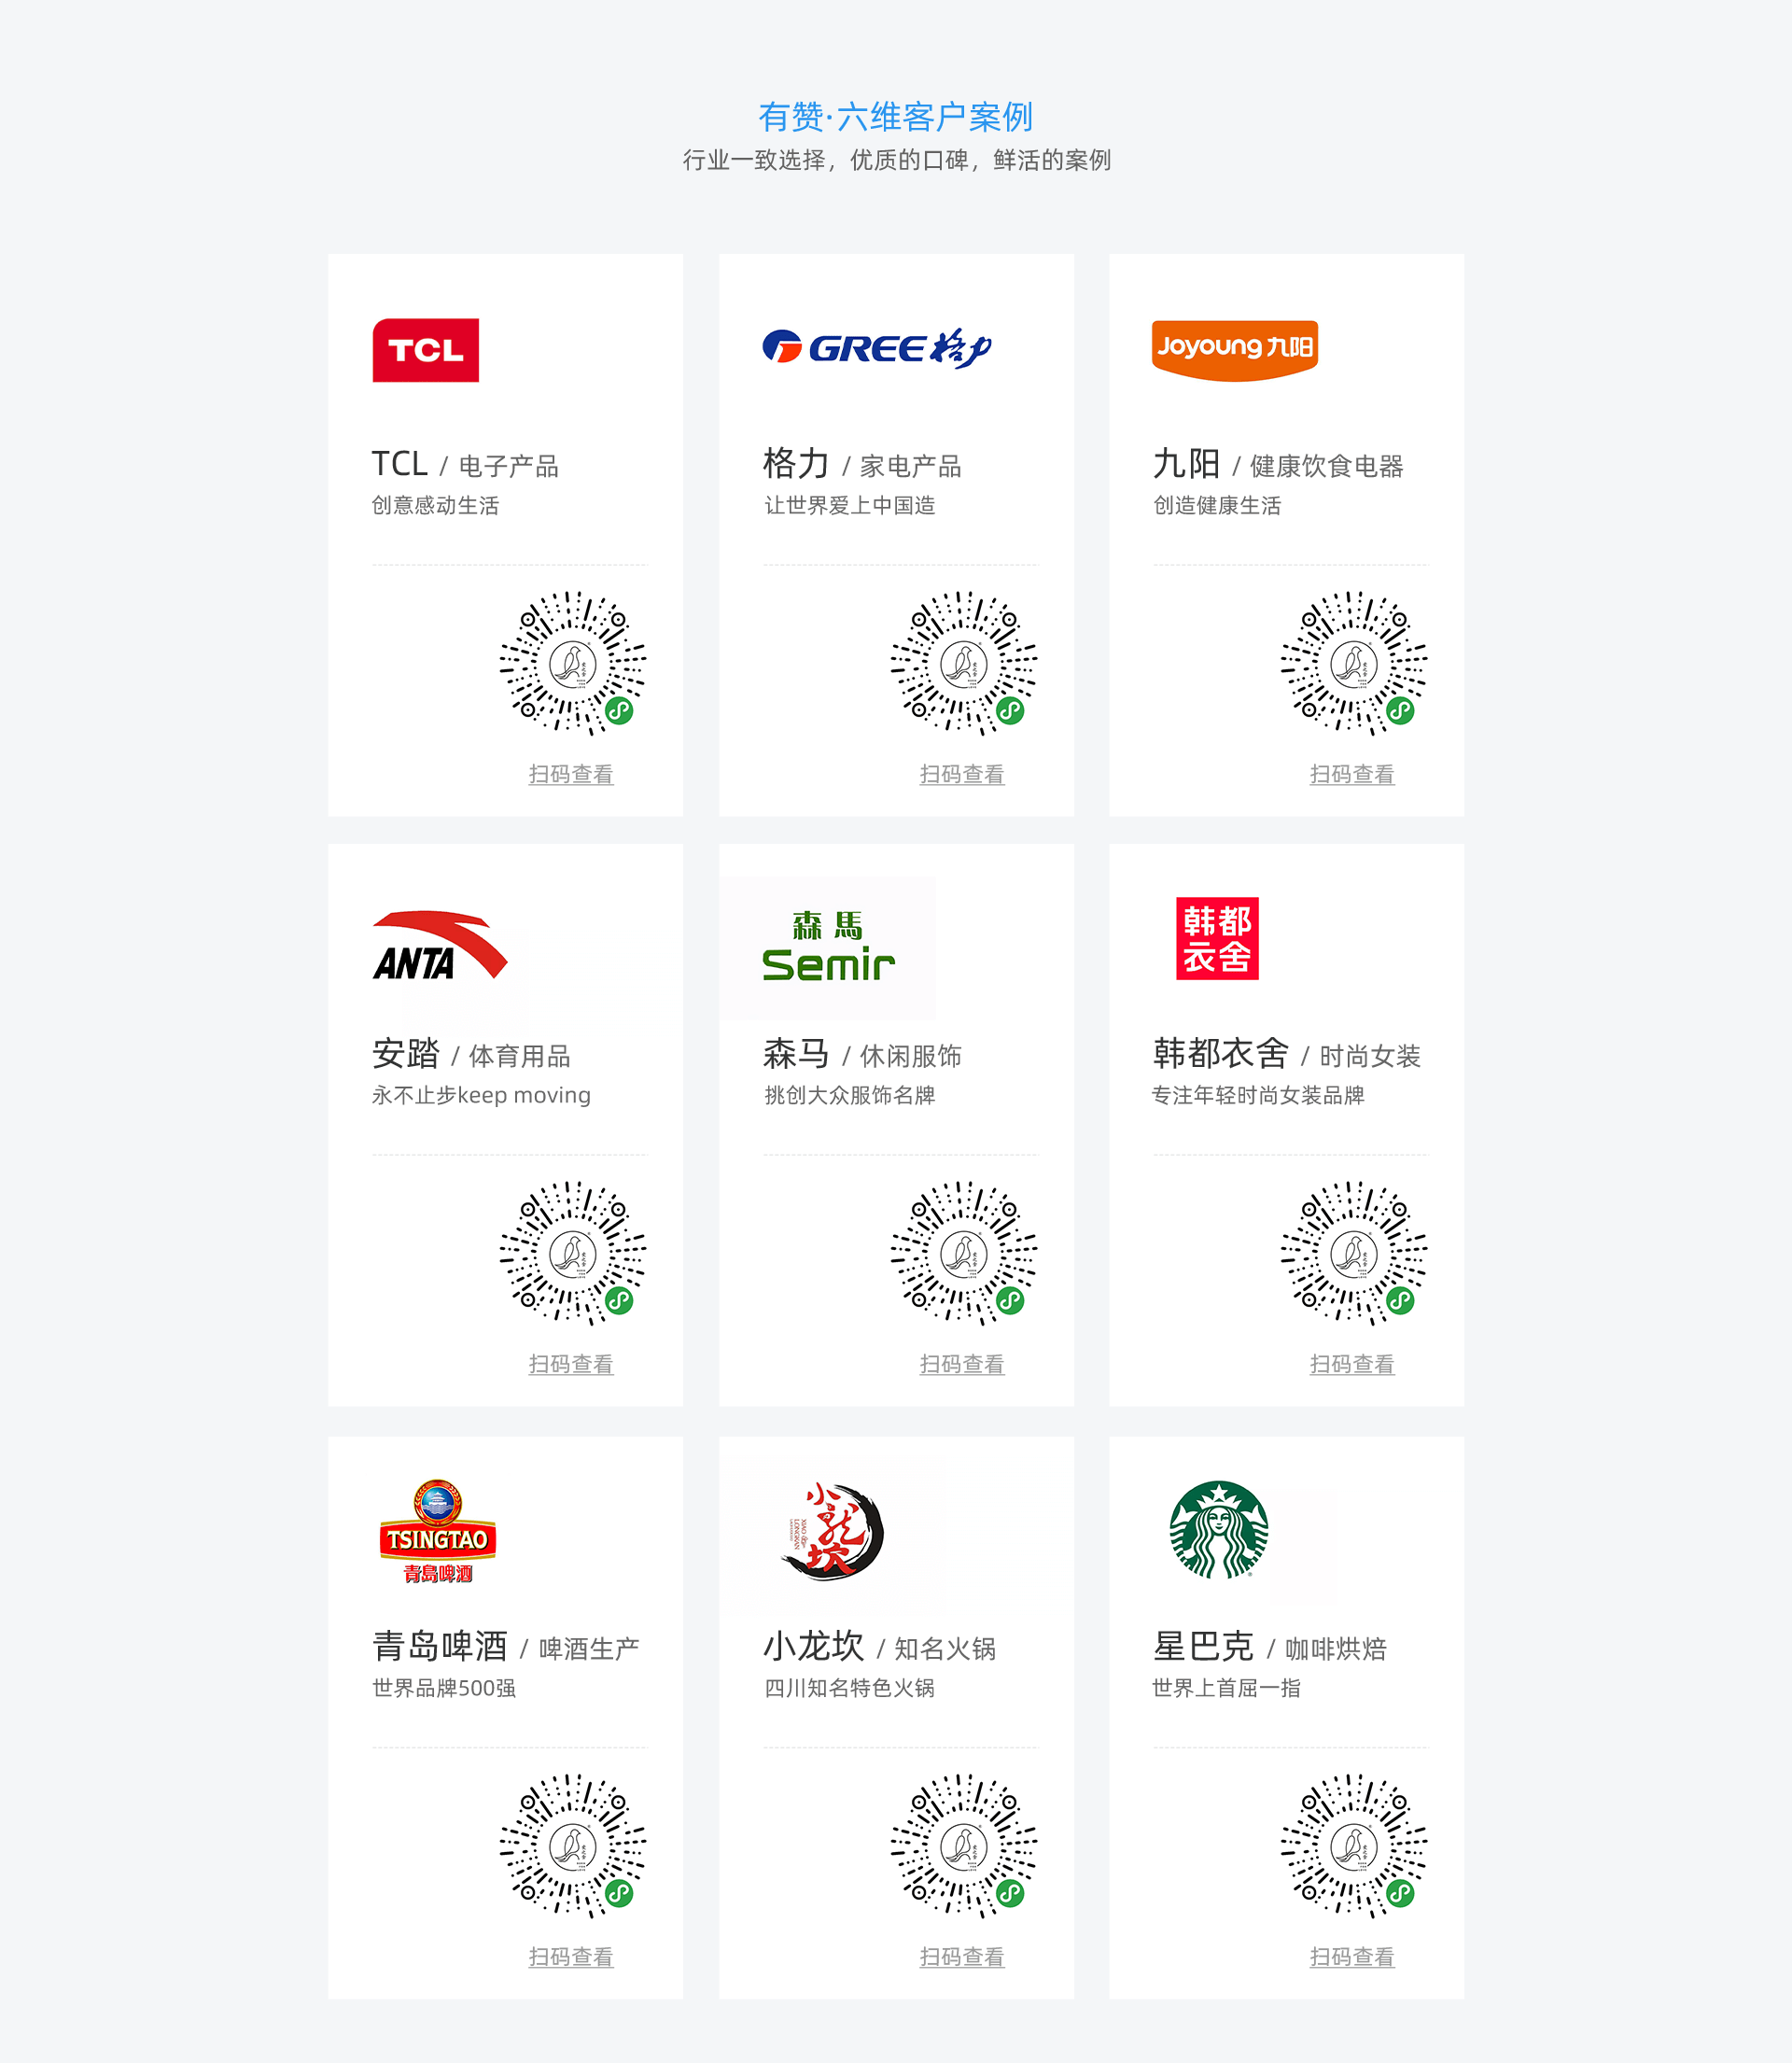 有赞·六维客户案例
行业一致选择，优质的口碑，鲜活的案例
TCL
GREE 格力
Joyoung 九阳
TCL / 电子产品
格力 / 家电产品
九阳 / 健康饮食电器
创意感动生活
让世界爱上中国造
创造健康生活
扫码查看
扫码查看
扫码查看
ANTA
森馬
Semir
韩都
衣舍
安踏 / 体育用品
森马 / 休闲服饰
韩都衣舍 / 时尚女装
永不止步keep moving
挑创大众服饰名牌
专注年轻时尚女装品牌
扫码查看
扫码查看
扫码查看
TSINGTAO
青島啤酒
小龙坎
XIAO LONGKAN
青岛啤酒 / 啤酒生产
小龙坎 / 知名火锅
星巴克 / 咖啡烘焙
世界品牌500强
四川知名特色火锅
世界上首屈一指
扫码查看
扫码查看
扫码查看